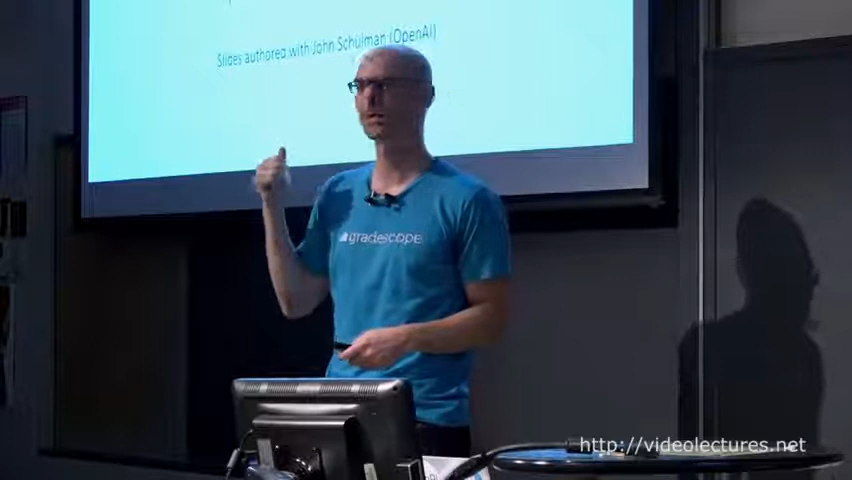 Slides authored with John Schulman (OpenAI)
gradescope
http://videolectures.net